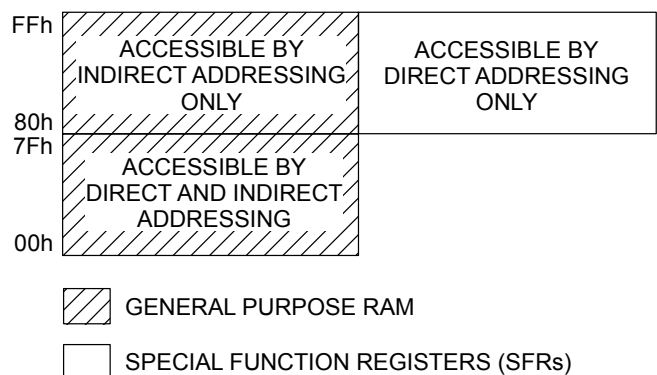 FFh
ACCESSIBLE BY
INDIRECT ADDRESSING
ONLY
ACCESSIBLE BY
DIRECT ADDRESSING
ONLY
80h
7Fh
ACCESSIBLE BY
DIRECT AND INDIRECT
ADDRESSING
00h
GENERAL PURPOSE RAM
SPECIAL FUNCTION REGISTERS (SFRs)